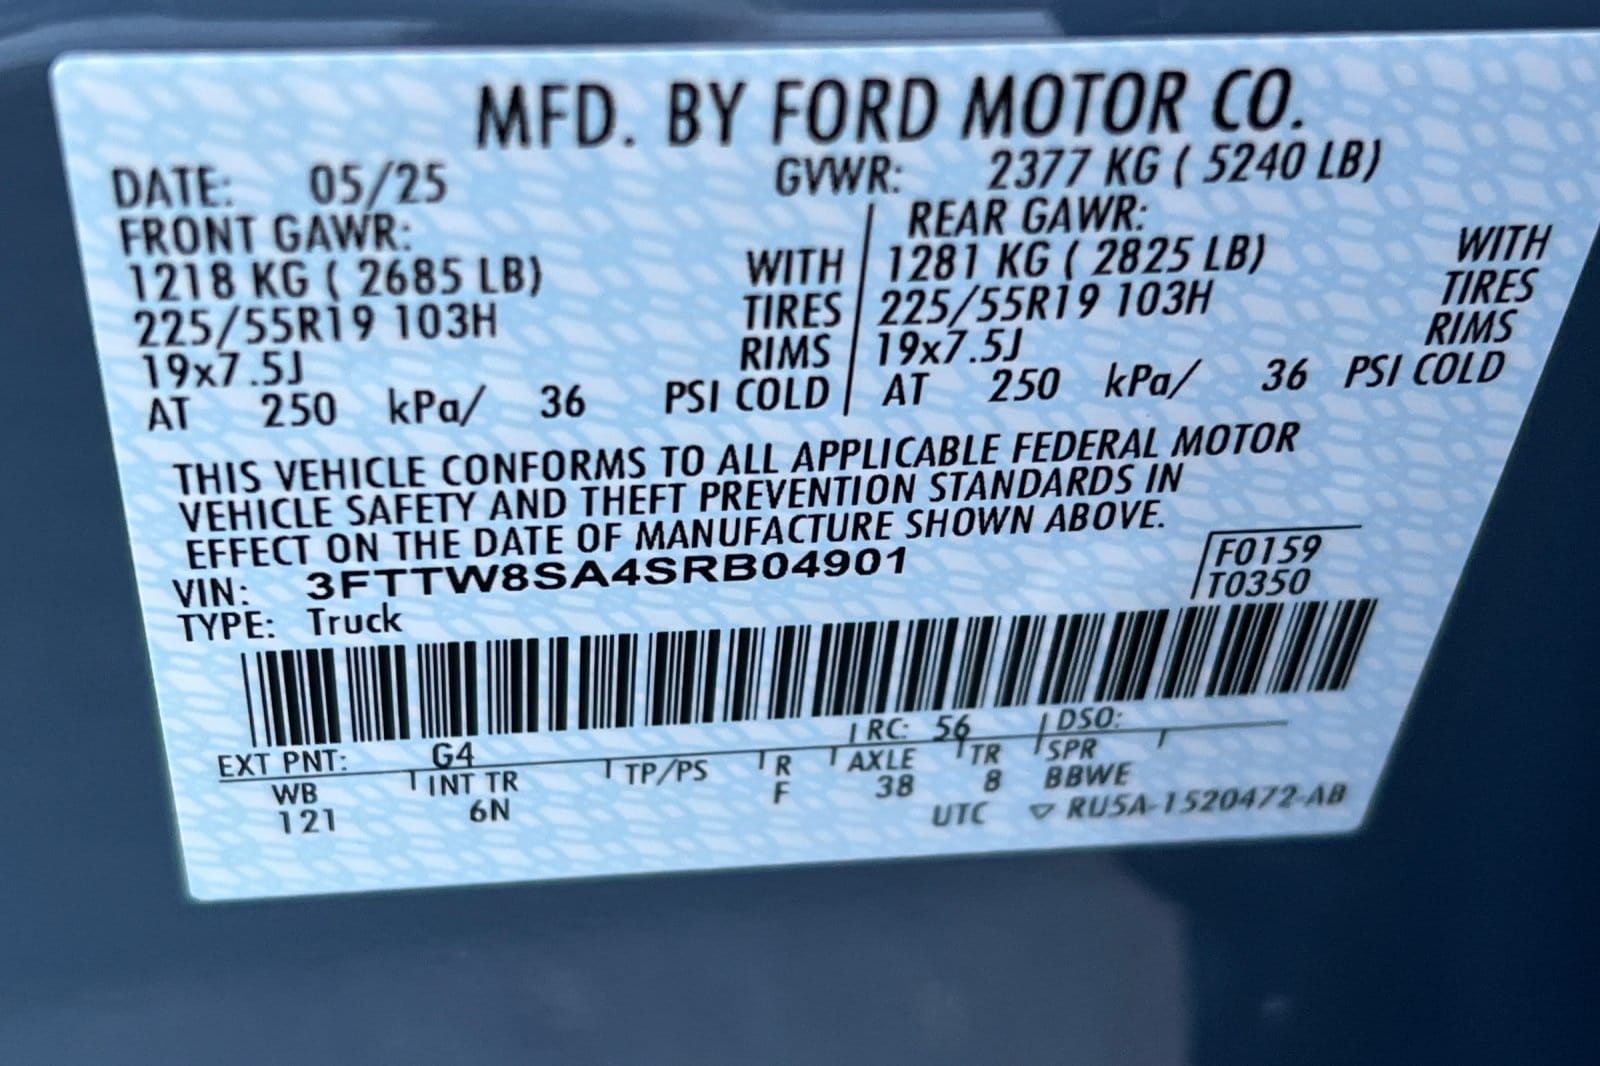 MFD. BY FORD MOTOR CO.
DATE: 05/25 GVWR: 2377 KG ( 5240 LB)
FRONT GAWR: REAR GAWR:
1218 KG ( 2685 LB) WITH 1281 KG ( 2825 LB) WITH
225/55R19 103H TIRES 225/55R19 103H TIRES
19x7.5J RIMS 19x7.5J RIMS
AT 250 kPa/ 36 PSI COLD AT 250 kPa/ 36 PSI COLD
THIS VEHICLE CONFORMS TO ALL APPLICABLE FEDERAL MOTOR
VEHICLE SAFETY AND THEFT PREVENTION STANDARDS IN
EFFECT ON THE DATE OF MANUFACTURE SHOWN ABOVE.
VIN: 3FTTW8SA4SRB04901 F0159
TYPE: Truck T0350
EXT PNT: G4 RC: 56 DSO:
WB INT TR TP/PS R AXLE TR SPR
121 6N F 38 8 BBWE
UTC ▽ RU5A-1520472-AB